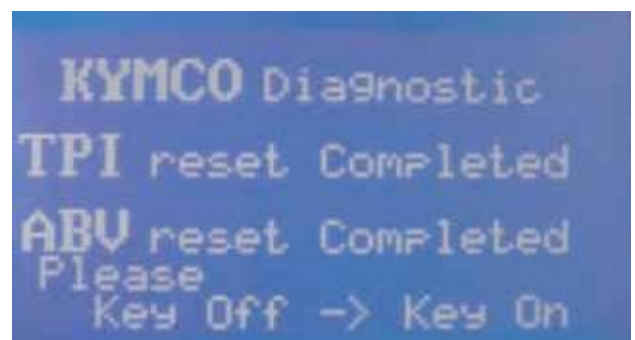 KYMCO Diagnostic
TPI reset Completed
ABV reset Completed
Please
Key Off -> Key On